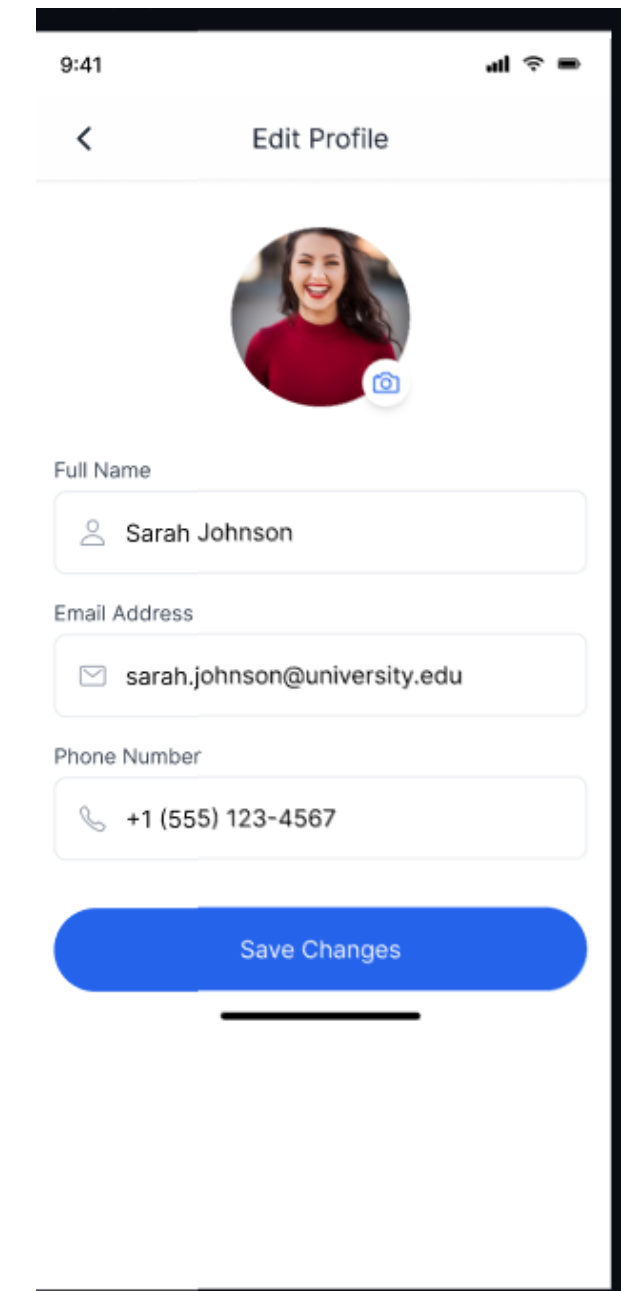 9:41
Edit Profile
Full Name
Sarah Johnson
Email Address
sarah.johnson@university.edu
Phone Number
+1 (555) 123-4567
Save Changes